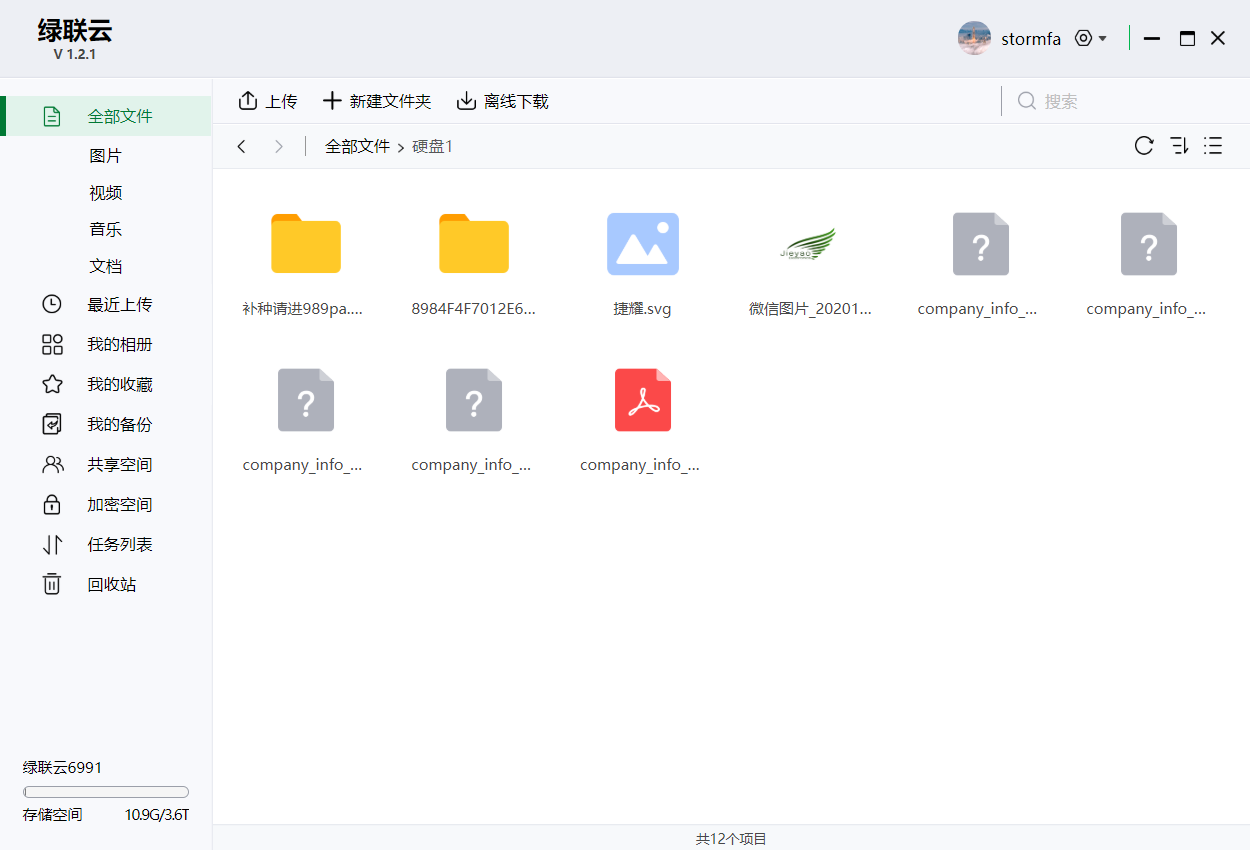 绿联云
V 1.2.1
stormfa
全部文件
图片
视频
音乐
文档
最近上传
我的相册
我的收藏
我的备份
共享空间
加密空间
任务列表
回收站
绿联云6991
存储空间 10.9G/3.6T
上传 新建文件夹 离线下载 搜索
全部文件 > 硬盘1
补种请进989pa.... 8984F4F7012E6... 捷耀.svg 微信图片_20201... company_info_... company_info_...
Jieyao
company_info_... company_info_... company_info_...
共12个项目